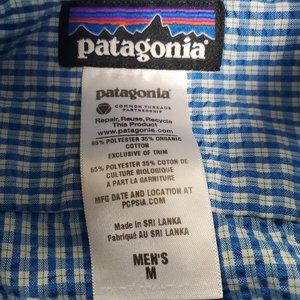 patagonia®
patagonia®
COMMON THREADS
PARTNERSHIP
Repair, Reuse, Recycle
This Product
www.patagonia.com
65% POLYESTER 35% ORGANIC
COTTON
EXCLUSIVE OF TRIM
65% POLYESTER 35% COTON DE
CULTURE BIOLOGIQUE
A PART LA GARNITURE
MFG DATE AND LOCATION AT
PCPSIA.COM
Made in SRI LANKA
Fabriqué AU SRI LANKA
MEN'S
M